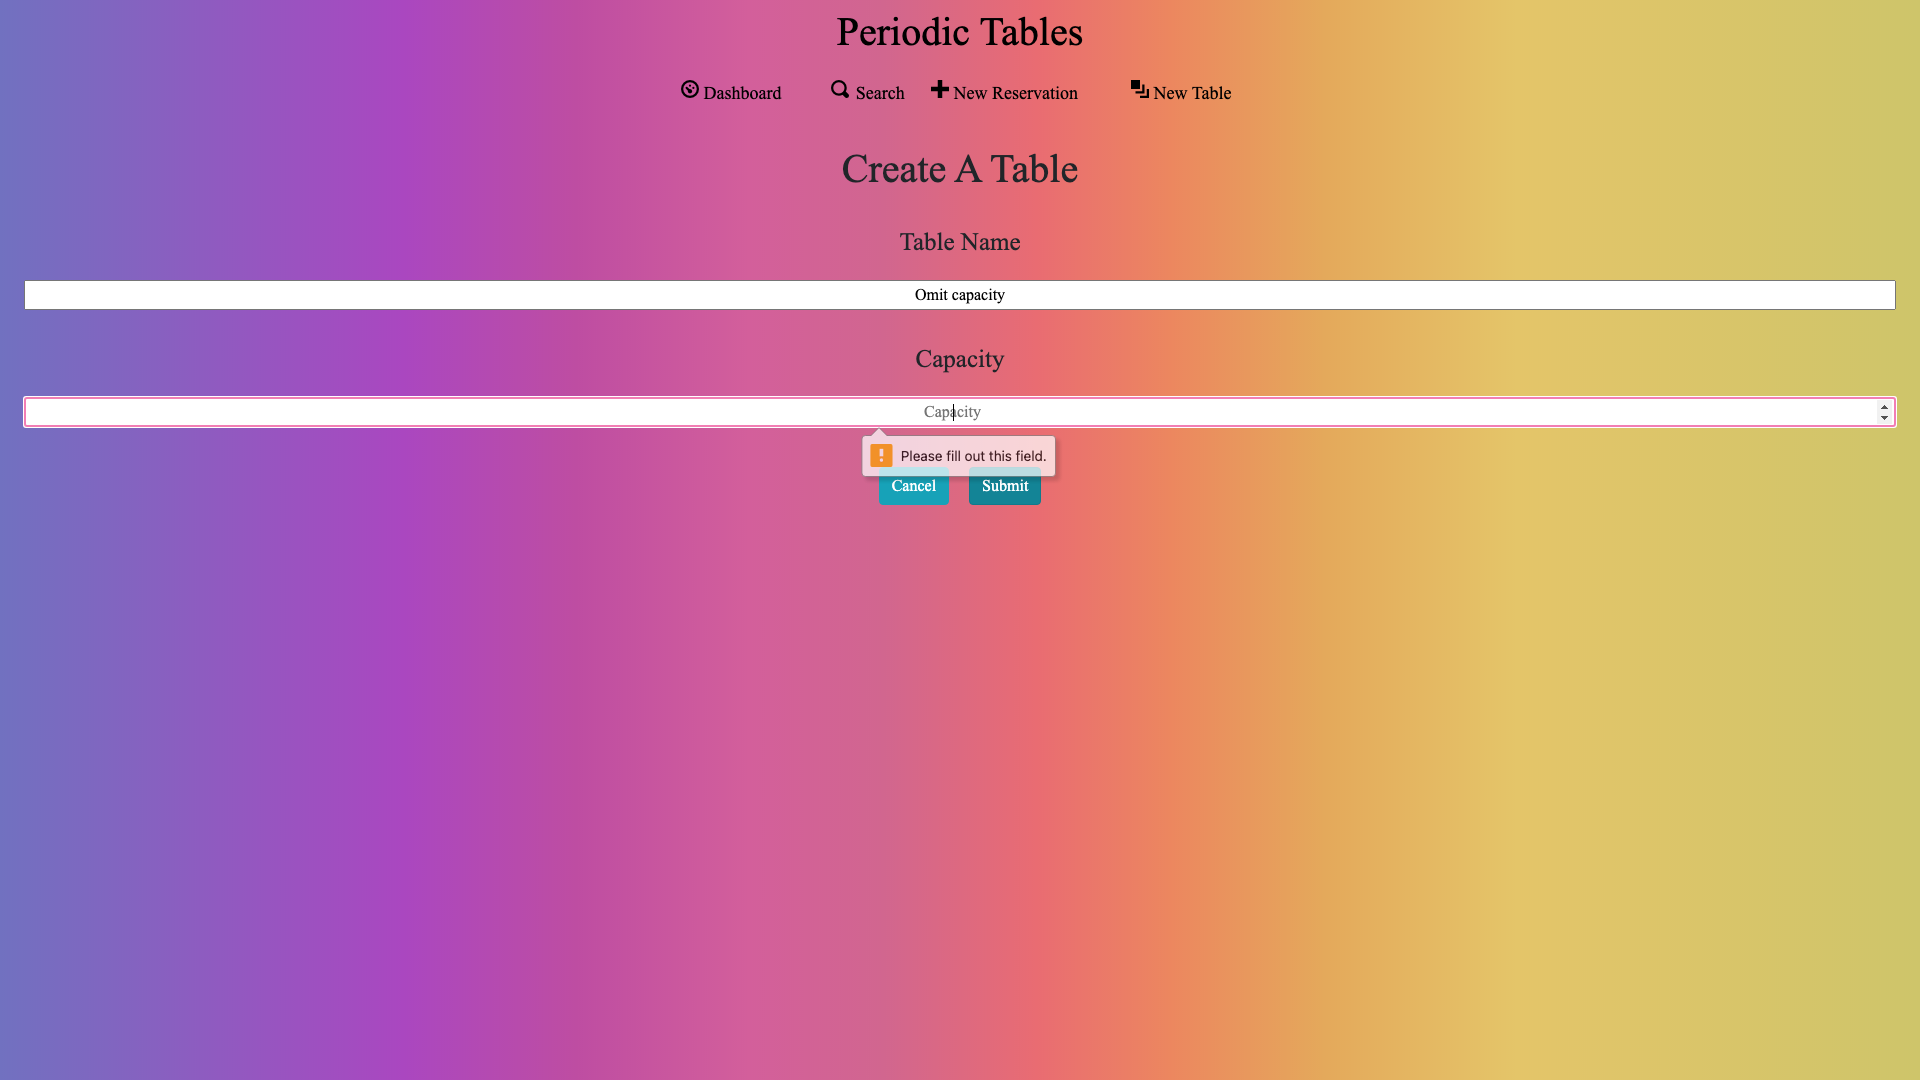 Periodic Tables
Dashboard Search New Reservation New Table
Create A Table
Table Name
Omit capacity
Capacity
Capacity
Please fill out this field.
Cancel Submit